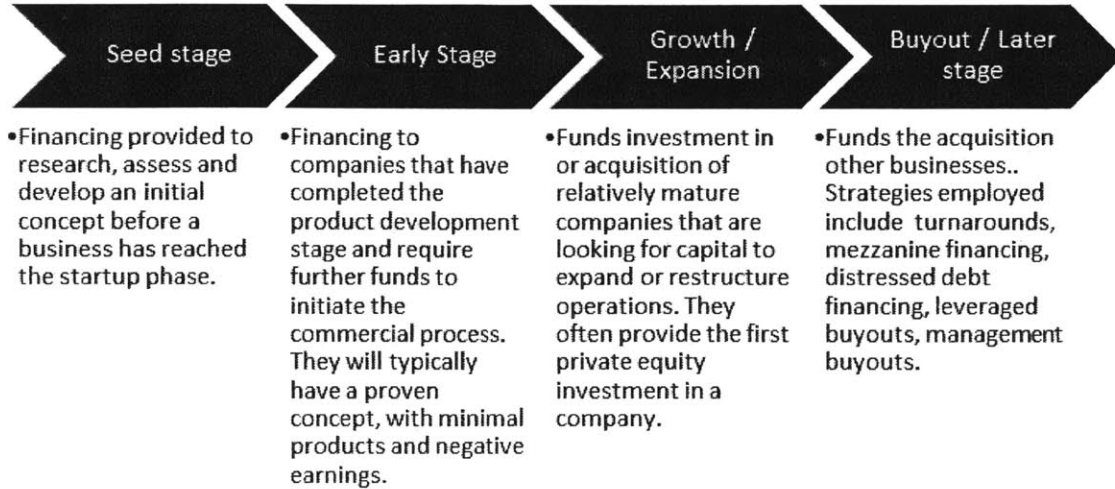 Seed stage
Early Stage
Growth /
Expansion
Buyout / Later
stage
•Financing provided to
research, assess and
develop an initial
concept before a
business has reached
the startup phase.
•Financing to
companies that have
completed the
product development
stage and require
further funds to
initiate the
commercial process.
They will typically
have a proven
concept, with minimal
products and negative
earnings.
•Funds investment in
or acquisition of
relatively mature
companies that are
looking for capital to
expand or restructure
operations. They
often provide the first
private equity
investment in a
company.
•Funds the acquisition
other businesses..
Strategies employed
include turnarounds,
mezzanine financing,
distressed debt
financing, leveraged
buyouts, management
buyouts.